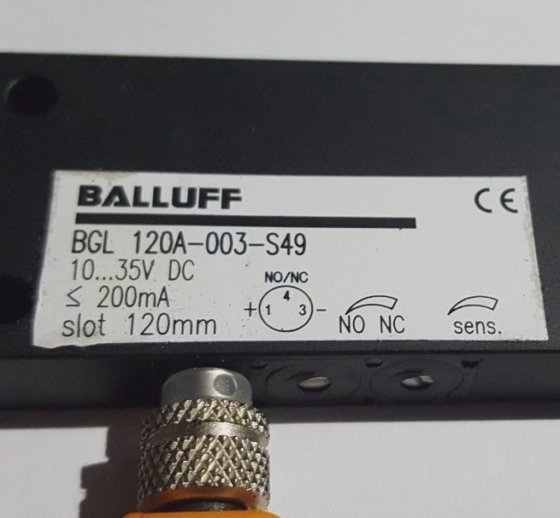 BALLUFF
CE
BGL 120A-003-S49
10...35V DC
≤ 200mA
slot 120mm
NO/NC
4
+ 1 3 -
NO NC
sens.